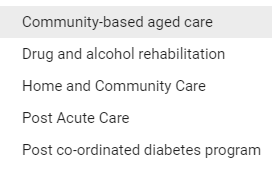 Community-based aged care
Drug and alcohol rehabilitation
Home and Community Care
Post Acute Care
Post co-ordinated diabetes program